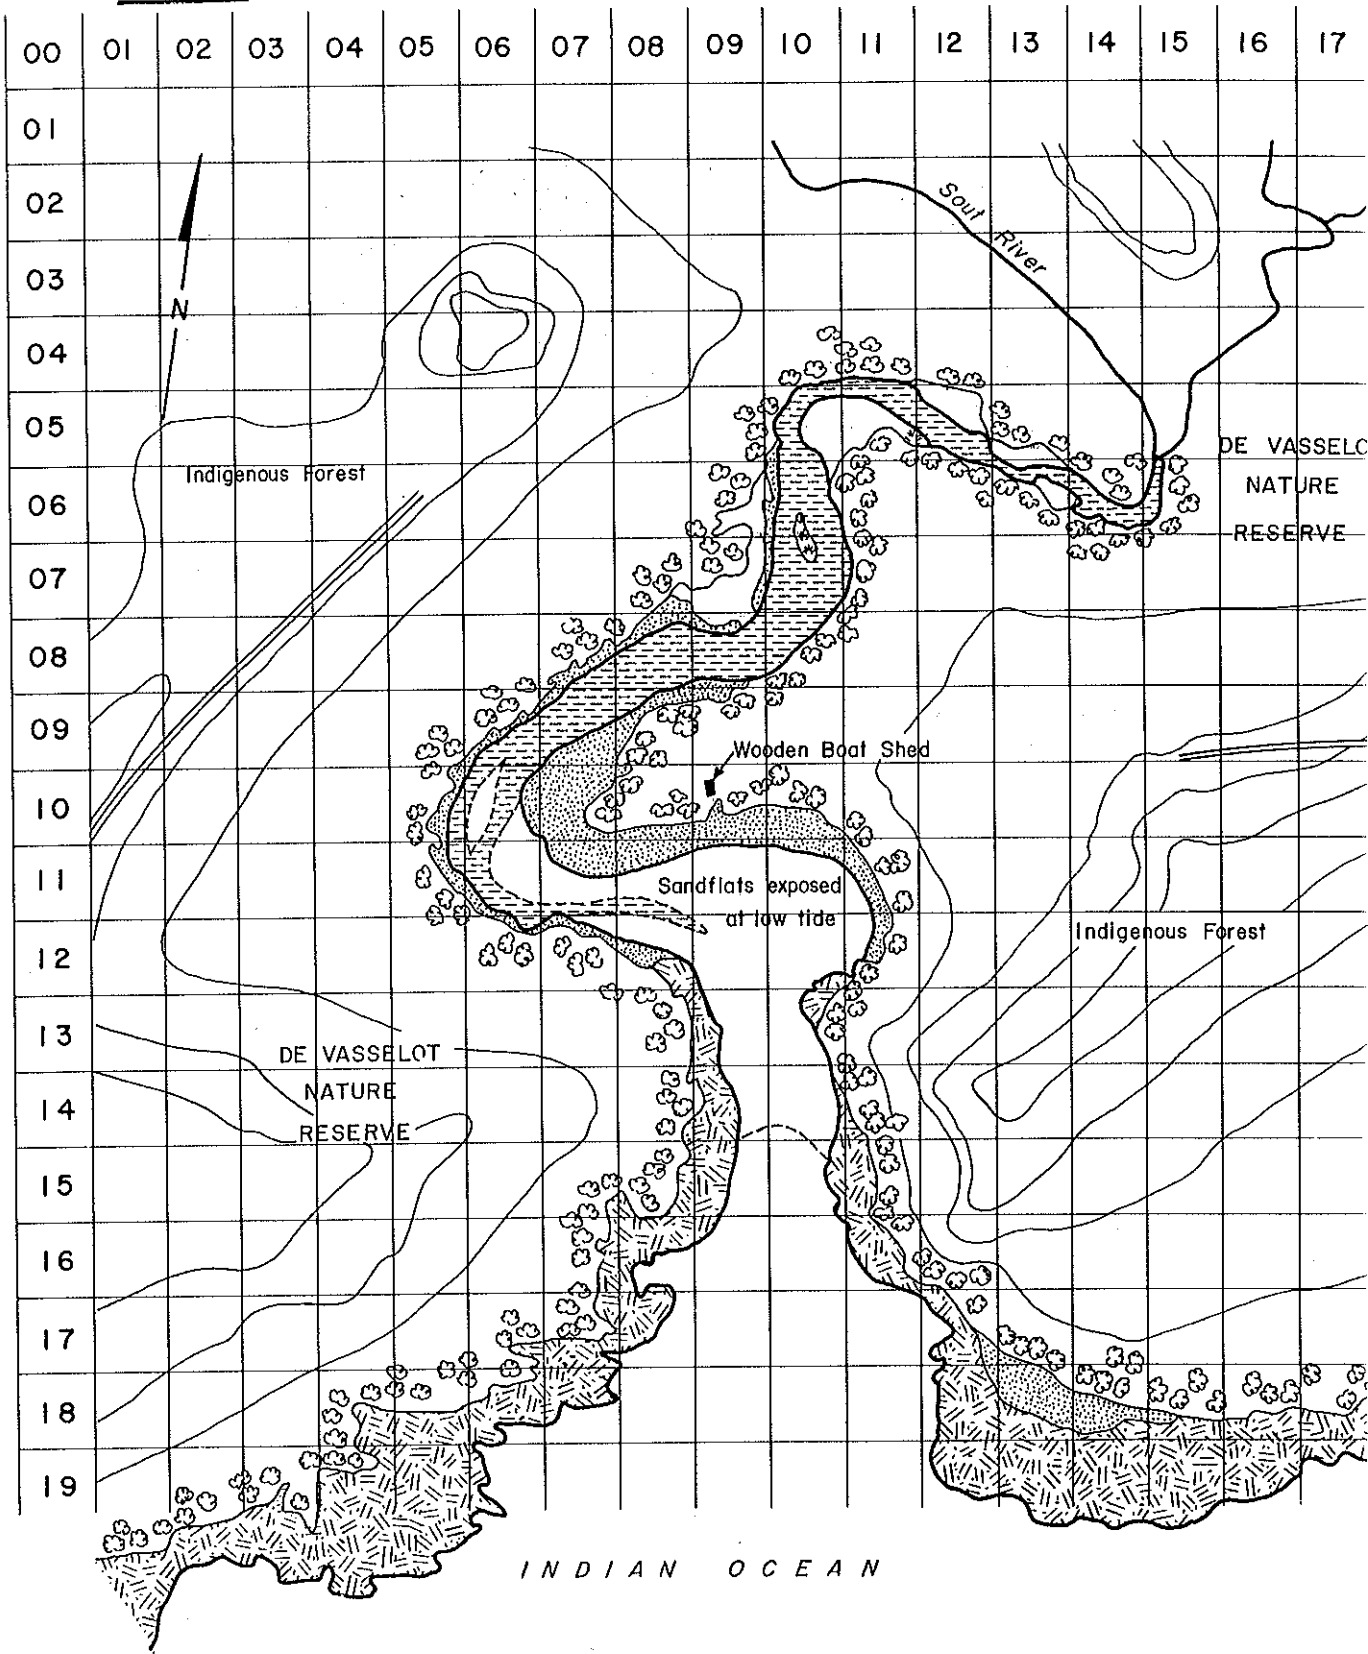 00 01 02 03 04 05 06 07 08 09 10 11 12 13 14 15 16 17
01
02
Sout River
03
N
04
05
DE VASSELO
Indigenous Forest
NATURE
06
RESERVE
07
08
09
Wooden Boat Shed
10
11
Sandflats exposed
at low tide
Indigenous Forest
12
13
DE VASSELOT
NATURE
14
RESERVE
15
16
17
18
19
INDIAN OCEAN